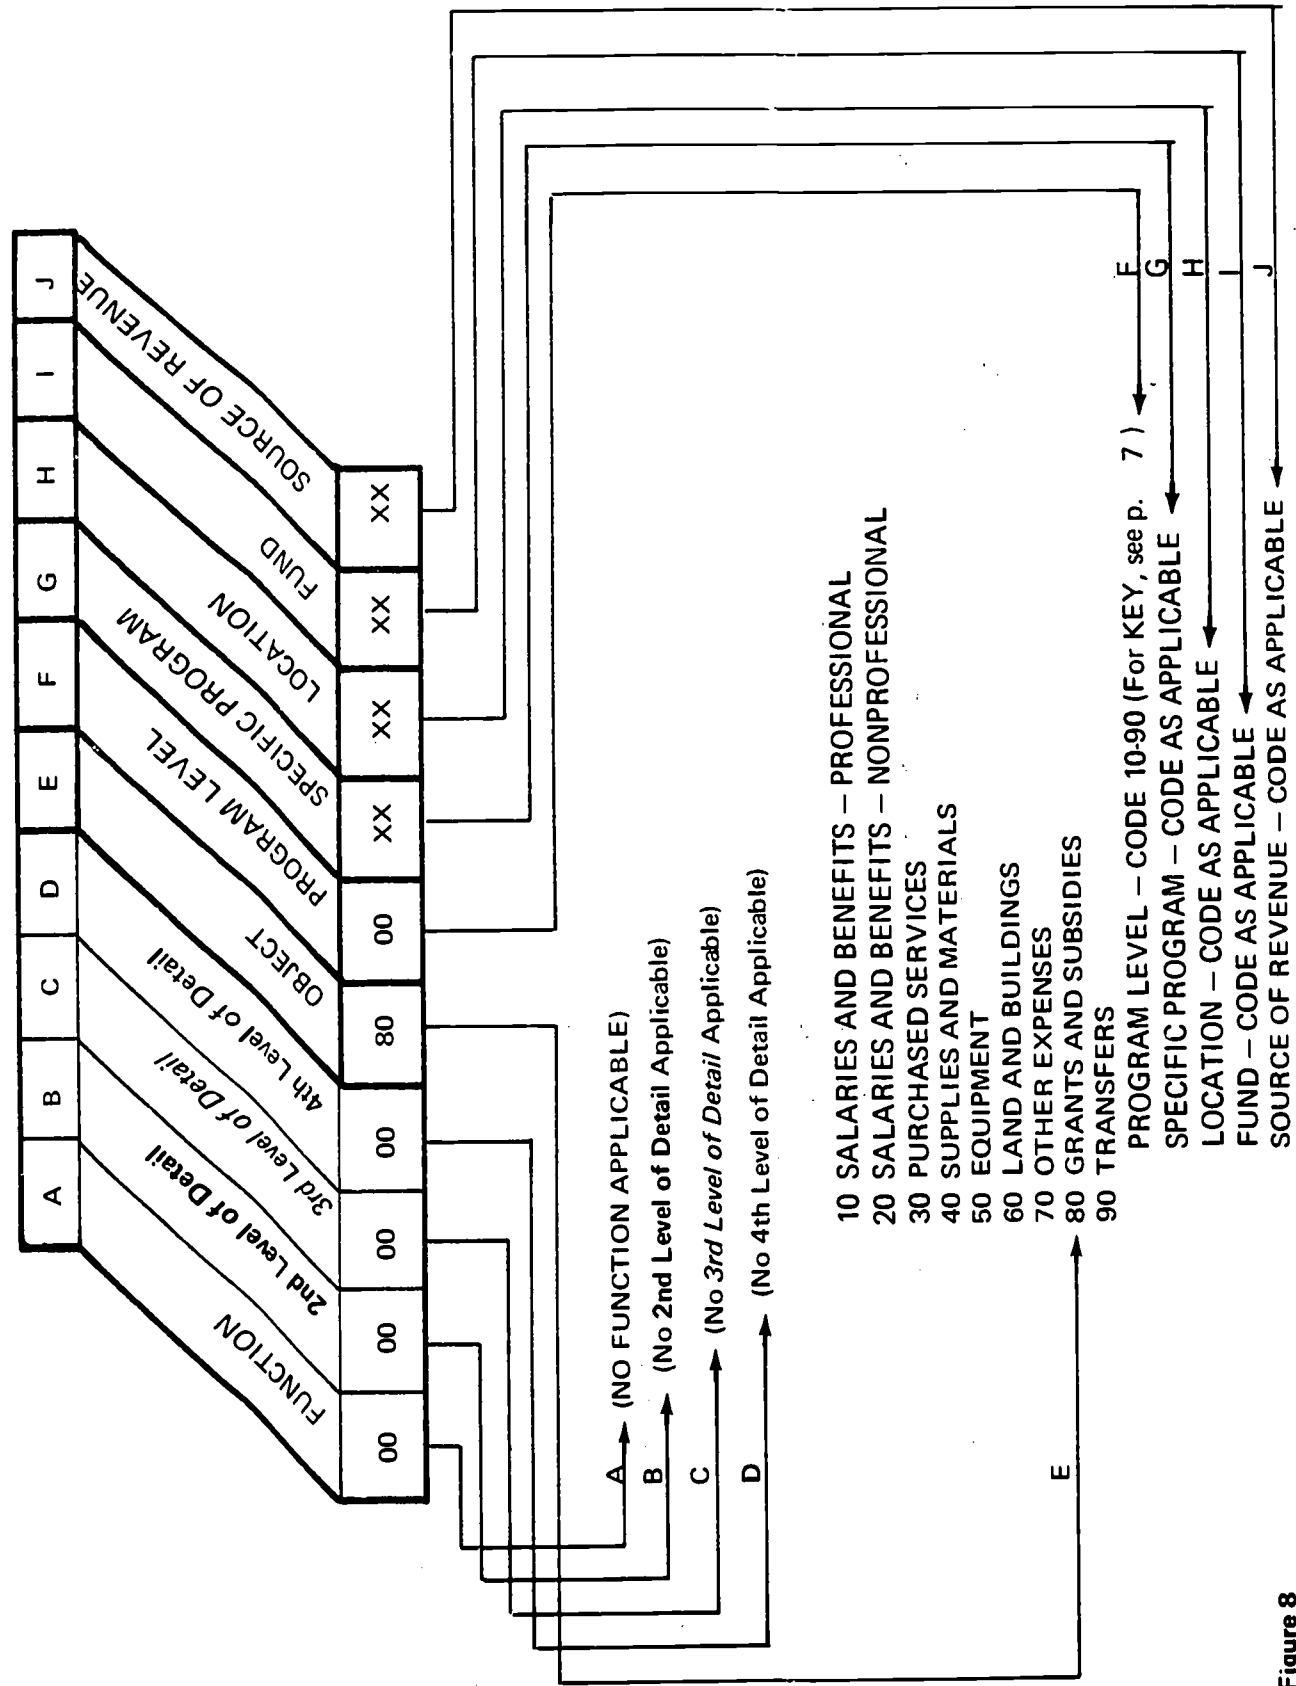 A B C D E F G H I J
FUNCTION
2nd Level of Detail
3rd Level of Detail
4th Level of Detail
OBJECT
PROGRAM LEVEL
SPECIFIC PROGRAM
LOCATION
FUND
SOURCE OF REVENUE
00 00 00 00 80 00 XX XX XX XX
A (NO FUNCTION APPLICABLE)
B (No 2nd Level of Detail Applicable)
C (No 3rd Level of Detail Applicable)
D (No 4th Level of Detail Applicable)
10 SALARIES AND BENEFITS – PROFESSIONAL
20 SALARIES AND BENEFITS – NONPROFESSIONAL
30 PURCHASED SERVICES
40 SUPPLIES AND MATERIALS
50 EQUIPMENT
60 LAND AND BUILDINGS
70 OTHER EXPENSES
E 80 GRANTS AND SUBSIDIES
90 TRANSFERS
PROGRAM LEVEL – CODE 10-90 (For KEY, see p. 7 ) F
SPECIFIC PROGRAM – CODE AS APPLICABLE G
LOCATION – CODE AS APPLICABLE H
FUND – CODE AS APPLICABLE I
SOURCE OF REVENUE – CODE AS APPLICABLE J
Figure 8